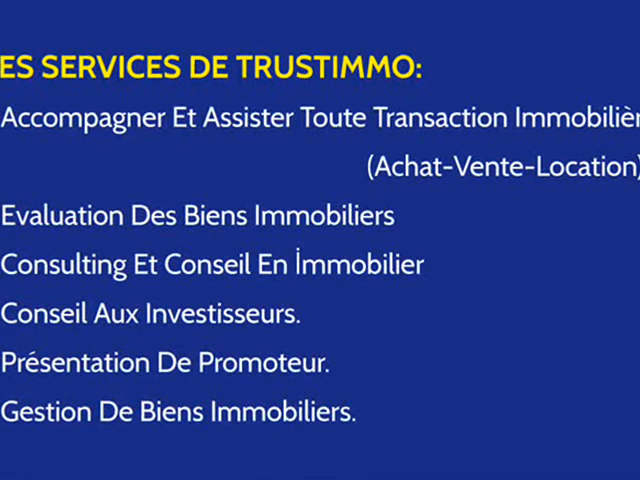 ES SERVICES DE TRUSTIMMO:
Accompagner Et Assister Toute Transaction Immobilièr
(Achat-Vente-Location)
Evaluation Des Biens Immobiliers
Consulting Et Conseil En İmmobilier
Conseil Aux Investisseurs.
Présentation De Promoteur.
Gestion De Biens Immobiliers.